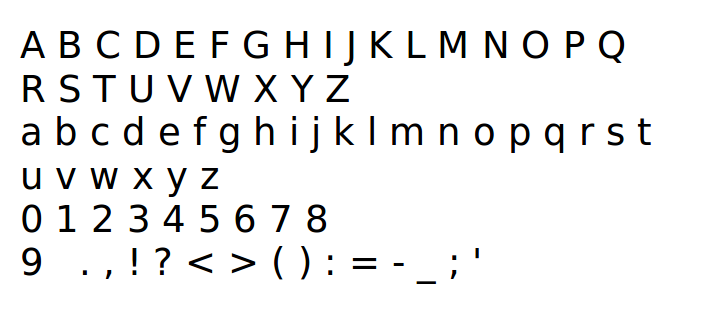 A B C D E F G H I J K L M N O P Q
R S T U V W X Y Z
a b c d e f g h i j k l m n o p q r s t
u v w x y z
0 1 2 3 4 5 6 7 8
9   . , ! ? < > ( ) : = - _ ; '